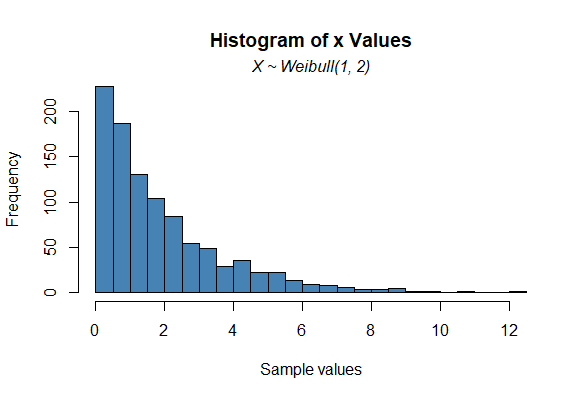 Histogram of x Values
X ~ Weibull(1, 2)
Frequency
200
150
100
50
0
0 2 4 6 8 10 12
Sample values